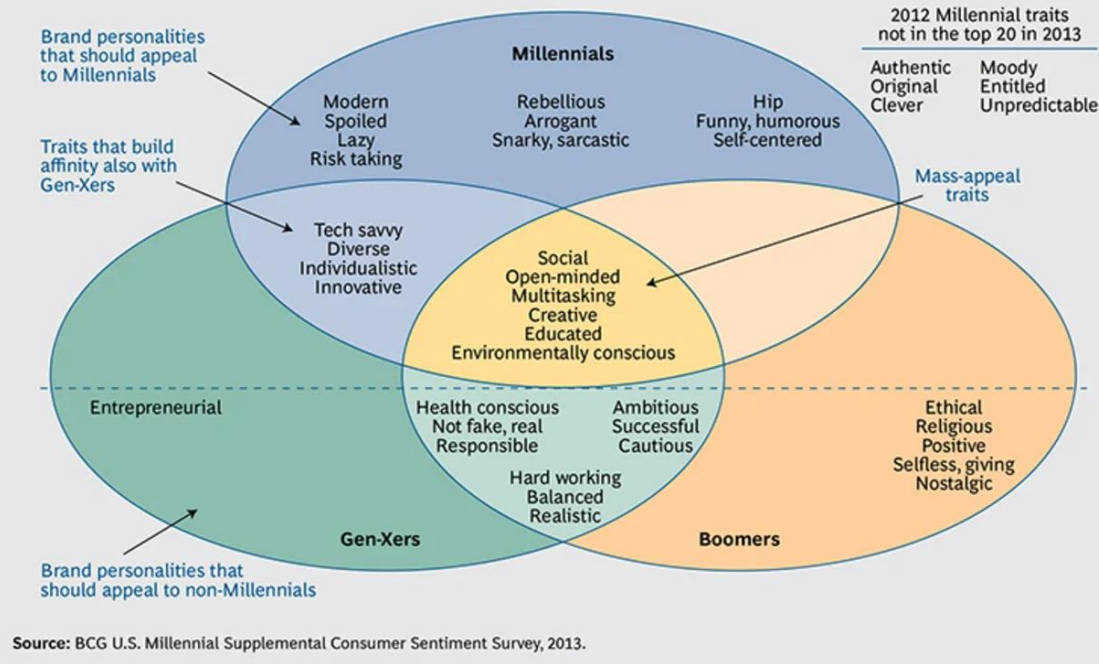 2012 Millennial traits
not in the top 20 in 2013
Authentic
Original
Clever
Moody
Entitled
Unpredictable
Brand personalities
that should appeal
to Millennials
Millennials
Modern
Spoiled
Lazy
Risk taking
Rebellious
Arrogant
Snarky, sarcastic
Hip
Funny, humorous
Self-centered
Traits that build
affinity also with
Gen-Xers
Mass-appeal
traits
Tech savvy
Diverse
Individualistic
Innovative
Social
Open-minded
Multitasking
Creative
Educated
Environmentally conscious
Entrepreneurial
Health conscious
Not fake, real
Responsible
Ambitious
Successful
Cautious
Hard working
Balanced
Realistic
Ethical
Religious
Positive
Selfless, giving
Nostalgic
Gen-Xers
Boomers
Brand personalities that
should appeal to non-Millennials
Source: BCG U.S. Millennial Supplemental Consumer Sentiment Survey, 2013.